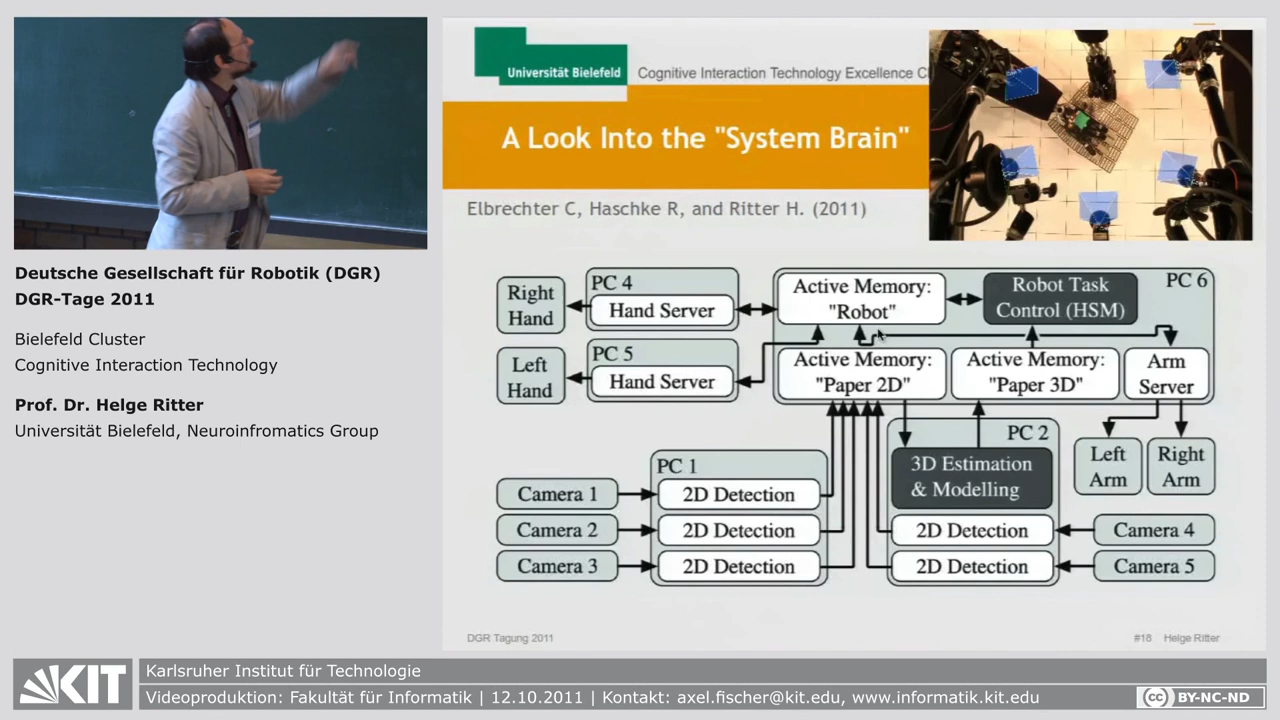 Deutsche Gesellschaft für Robotik (DGR)
DGR-Tage 2011
Bielefeld Cluster
Cognitive Interaction Technology
Prof. Dr. Helge Ritter
Universität Bielefeld, Neuroinfromatics Group
Universität Bielefeld
Cognitive Interaction Technology Excellence Cl
A Look Into the "System Brain"
Elbrechter C, Haschke R, and Ritter H. (2011)
Right
Hand
PC 4
Hand Server
Active Memory:
"Robot"
Robot Task
Control (HSM)
PC 6
Left
Hand
PC 5
Hand Server
Active Memory:
"Paper 2D"
Active Memory:
"Paper 3D"
Arm
Server
PC 1
PC 2
Camera 1
2D Detection
3D Estimation
& Modelling
Left
Arm
Right
Arm
Camera 2
2D Detection
2D Detection
Camera 4
Camera 3
2D Detection
2D Detection
Camera 5
DGR Tagung 2011
#18 Helge Ritter
KIT
Karlsruher Institut für Technologie
Videoproduktion: Fakultät für Informatik | 12.10.2011 | Kontakt: axel.fischer@kit.edu, www.informatik.kit.edu
cc BY-NC-ND